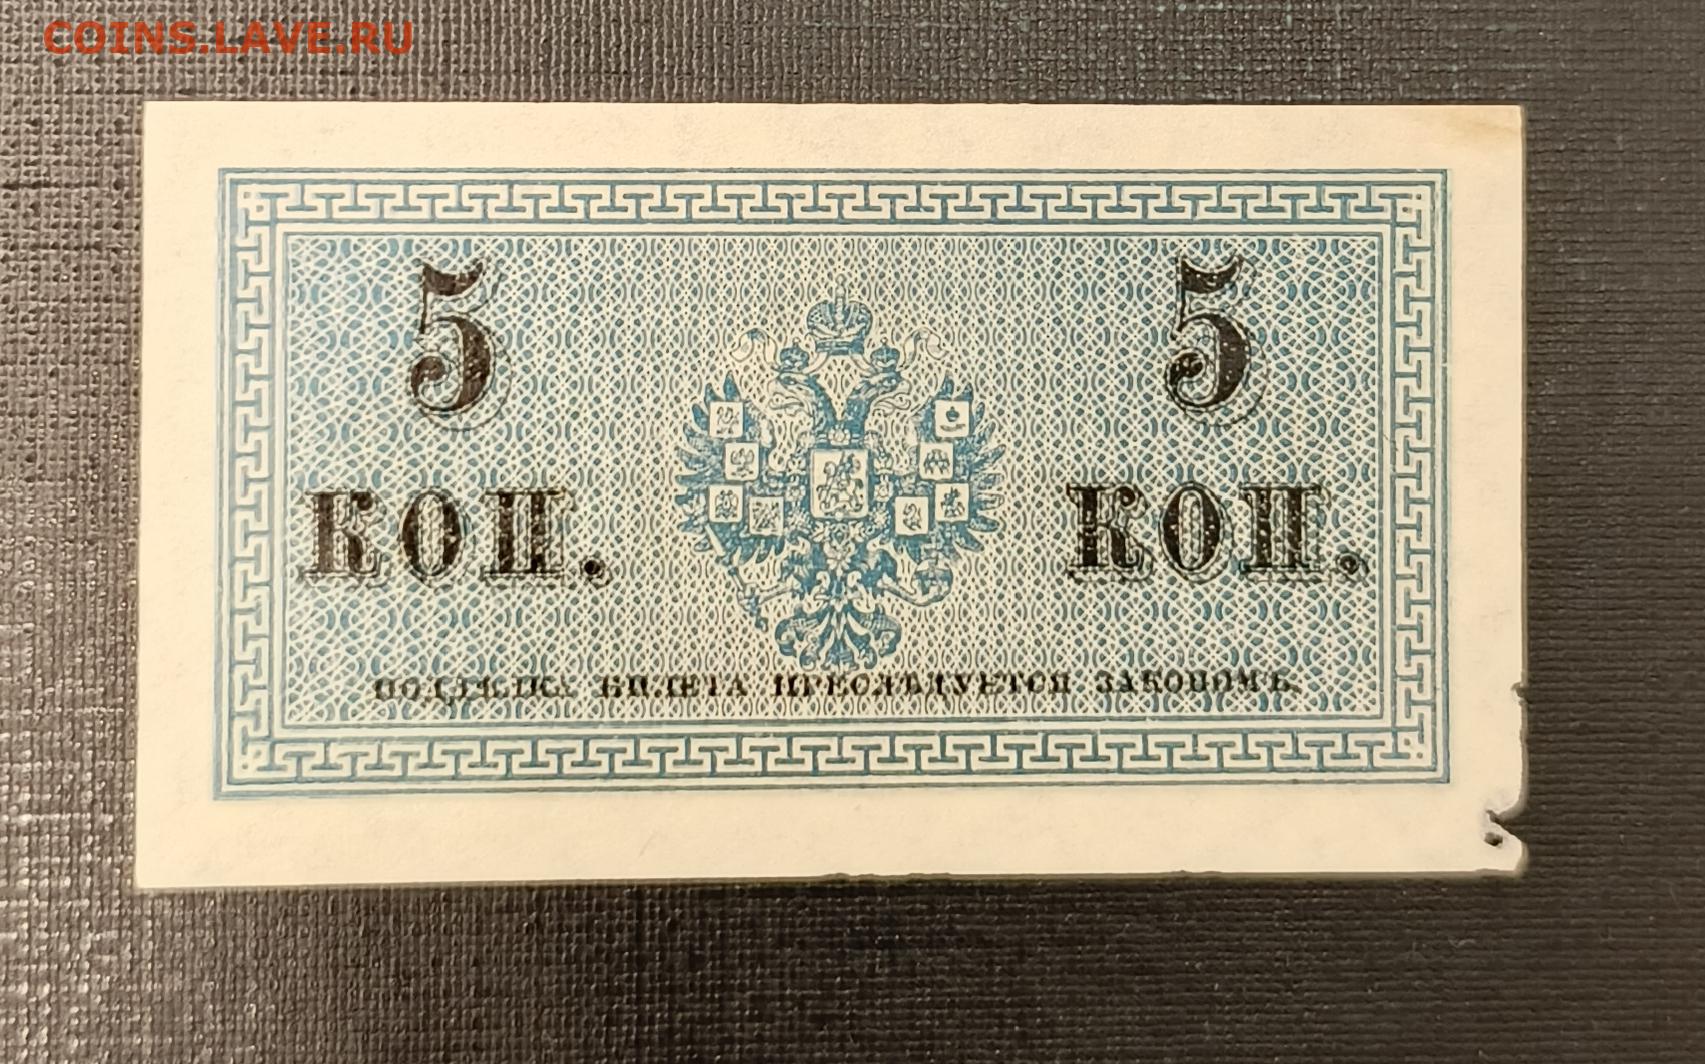 COINS.LAVE.RU
5 5
КОП. КОП.
ПОДДѢЛКА БИЛЕТА ПРЕСЛѢДУЕТСЯ ЗАКОНОМЪ.